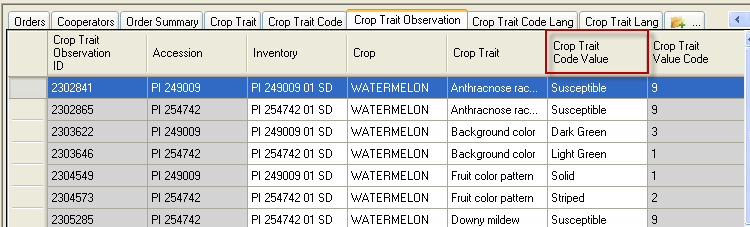 Orders Cooperators Order Summary Crop Trait Crop Trait Code Crop Trait Observation Crop Trait Code Lang Crop Trait Lang ...
Crop Trait Observation ID Accession Inventory Crop Crop Trait Crop Trait Code Value Crop Trait Value Code
2302841 PI 249009 PI 249009 01 SD WATERMELON Anthracnose rac... Susceptible 9
2302865 PI 254742 PI 254742 01 SD WATERMELON Anthracnose rac... Susceptible 9
2303622 PI 249009 PI 249009 01 SD WATERMELON Background color Dark Green 3
2303646 PI 254742 PI 254742 01 SD WATERMELON Background color Light Green 1
2304549 PI 249009 PI 249009 01 SD WATERMELON Fruit color pattern Solid 1
2304573 PI 254742 PI 254742 01 SD WATERMELON Fruit color pattern Striped 2
2305285 PI 254742 PI 254742 01 SD WATERMELON Downy mildew Susceptible 9